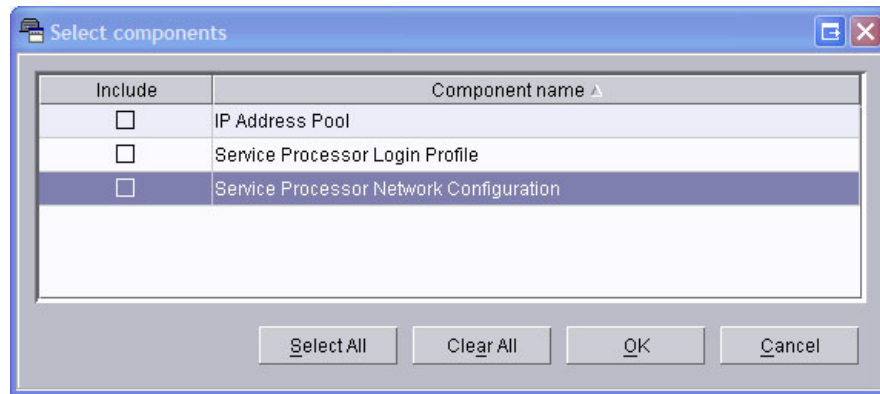 Select components
Include Component name
IP Address Pool
Service Processor Login Profile
Service Processor Network Configuration
Select All Clear All OK Cancel